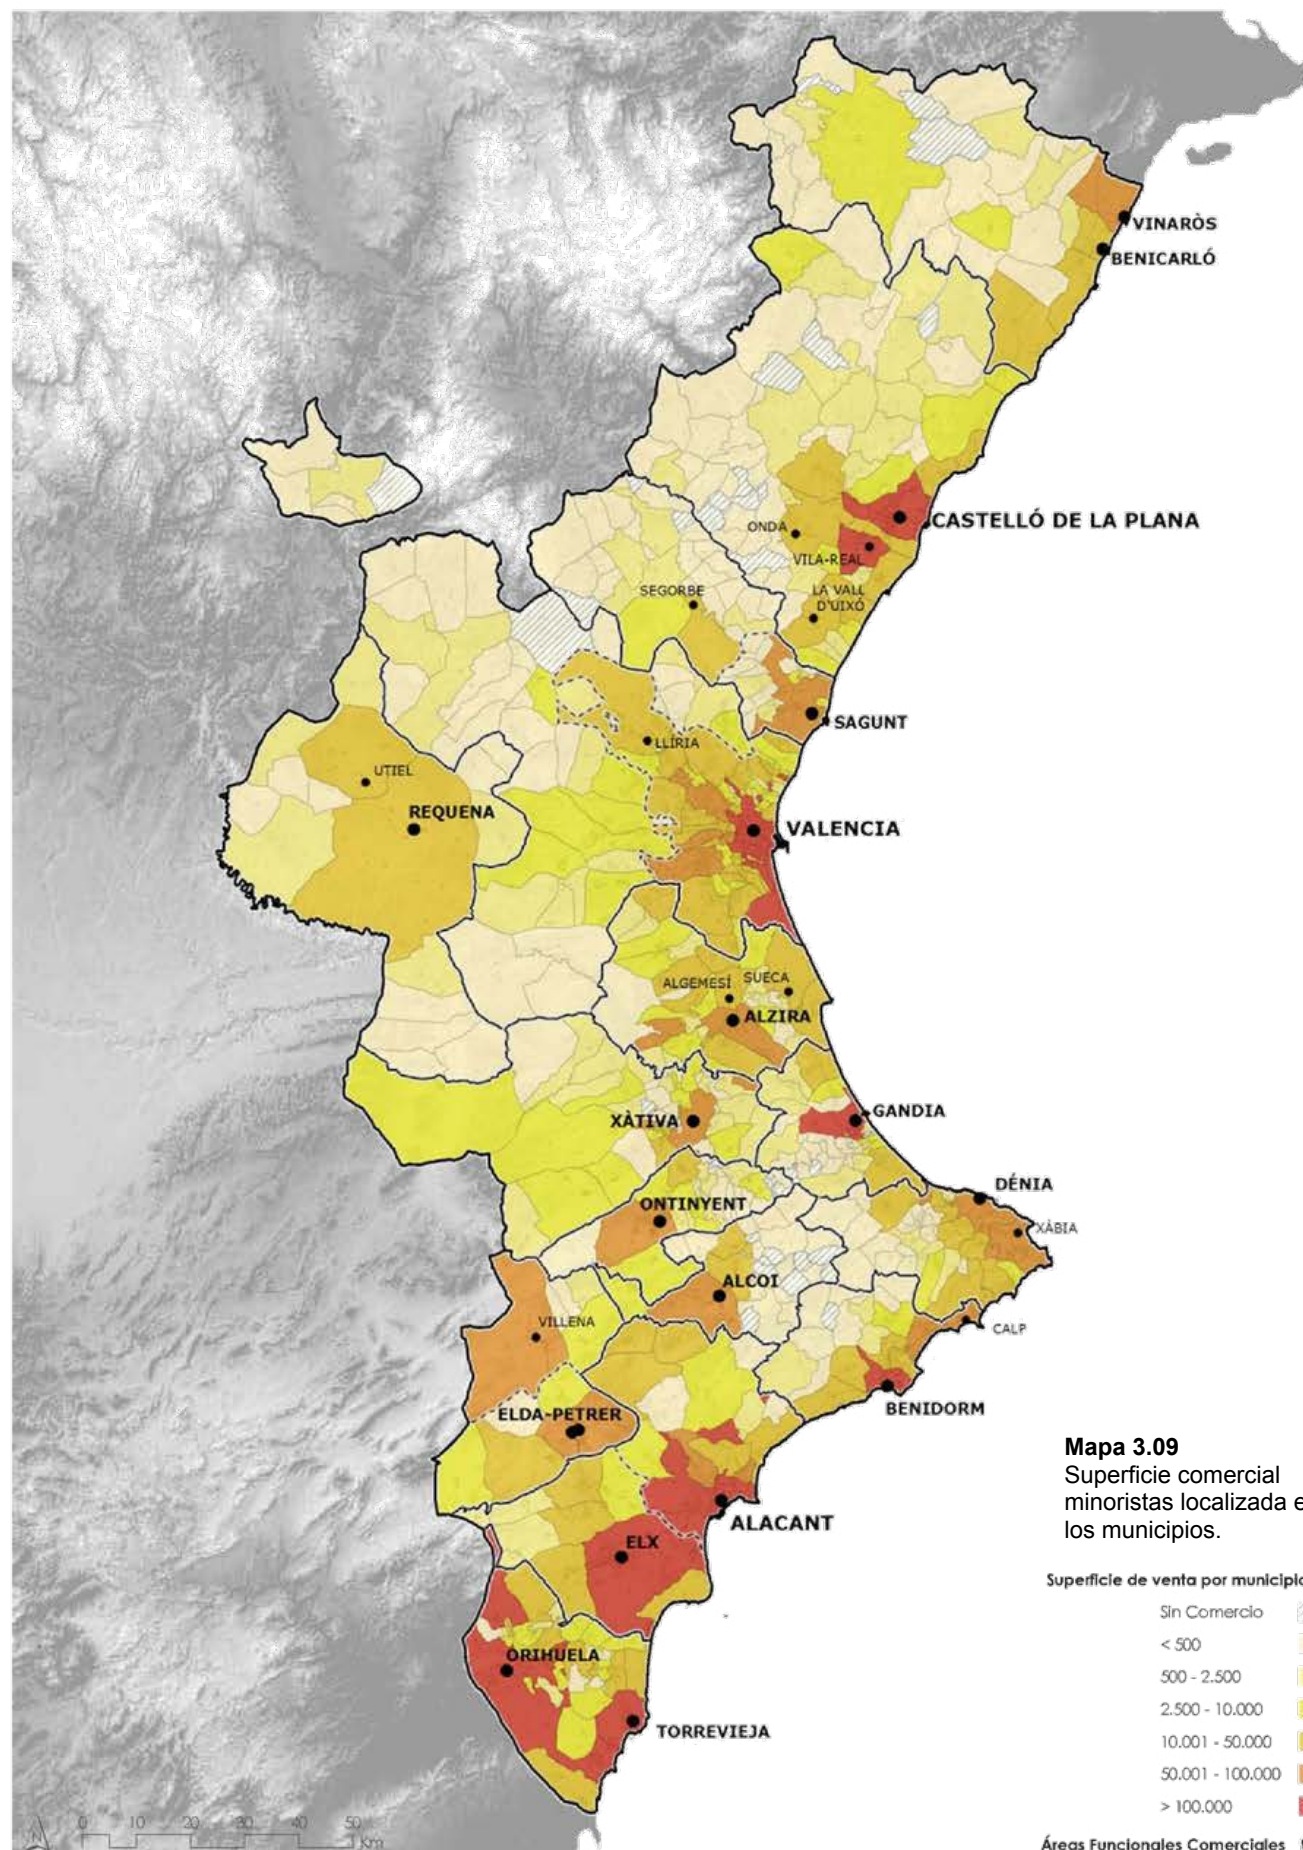 VINARÒS
BENICARLÓ
CASTELLÓ DE LA PLANA
ONDA
VILA-REAL
SEGORBE
LA VALL
D'UIXÓ
SAGUNT
LLÍRIA
UTIEL
REQUENA
VALENCIA
ALGEMESÍ
SUECA
ALZIRA
XÀTIVA
GANDIA
DÉNIA
ONTINYENT
XÀBIA
ALCOI
VILLENA
CALP
BENIDORM
ELDA-PETRER
Mapa 3.09
Superficie comercial
minoristas localizada e
los municipios.
ALACANT
ELX
Superficie de venta por municipio
Sin Comercio
< 500
500 - 2.500
2.500 - 10.000
10.001 - 50.000
50.001 - 100.000
> 100.000
ORIHUELA
TORREVIEJA
N
0 10 20 30 40 50
Km
Áreas Funcionales Comerciales